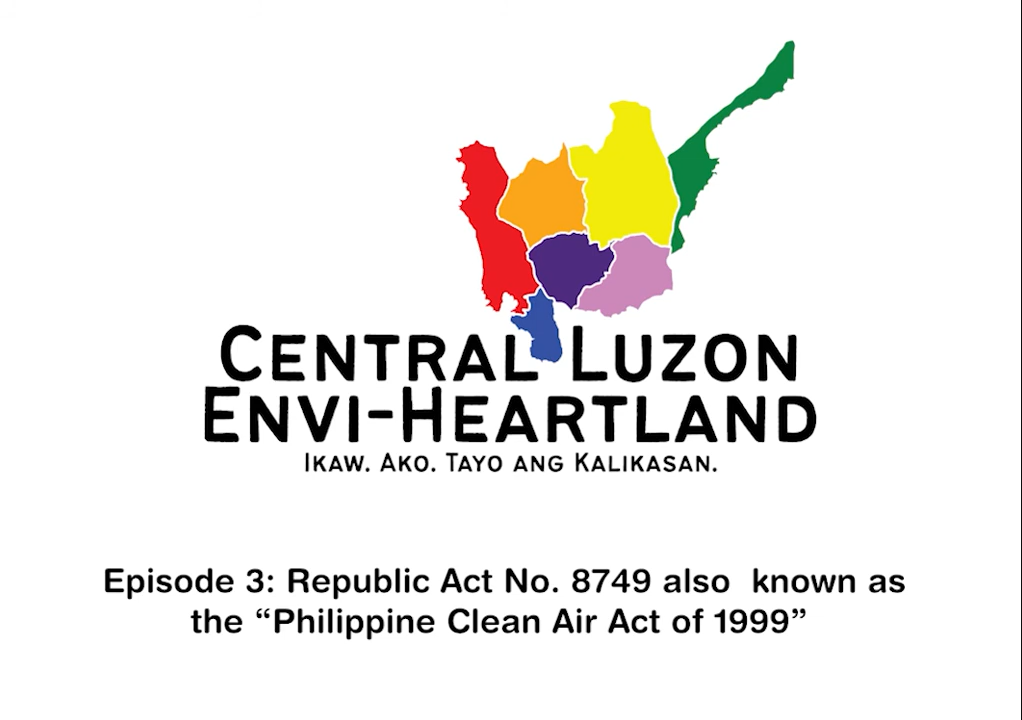 CENTRAL LUZON
ENVI-HEARTLAND
IKAW. AKO. TAYO ANG KALIKASAN.
Episode 3: Republic Act No. 8749 also  known as
the “Philippine Clean Air Act of 1999”